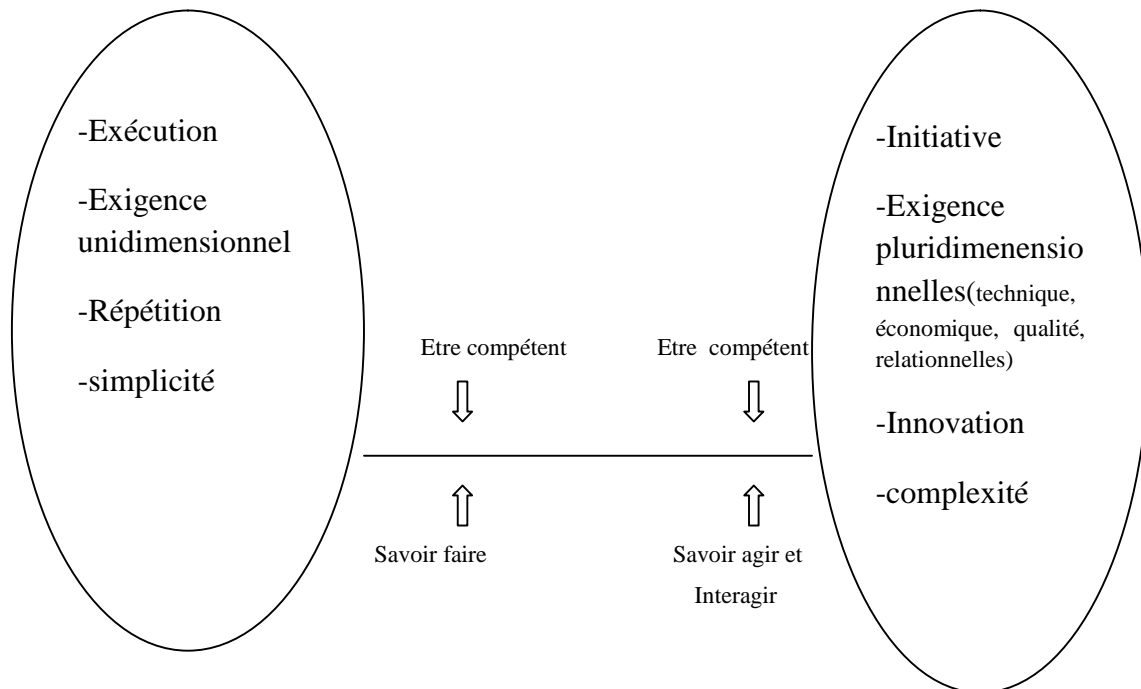 -Exécution
-Exigence
unidimensionnel
-Répétition
-simplicité
Etre compétent
Savoir faire
Etre compétent
Savoir agir et
Interagir
-Initiative
-Exigence
pluridimenensio
nnelles(technique,
économique, qualité,
relationnelles)
-Innovation
-complexité